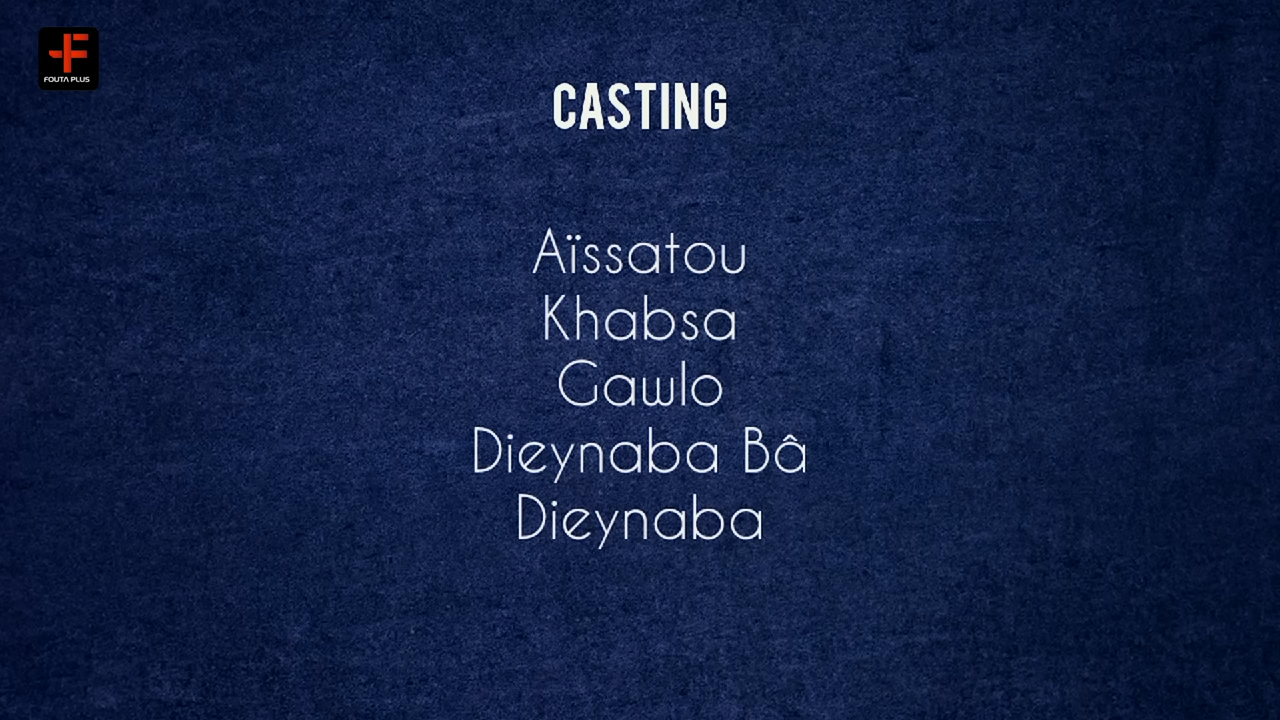 FOUTA PLUS
CASTING
Aïssatou
Khabsa
Gawlo
Dieynaba Bâ
Dieynaba